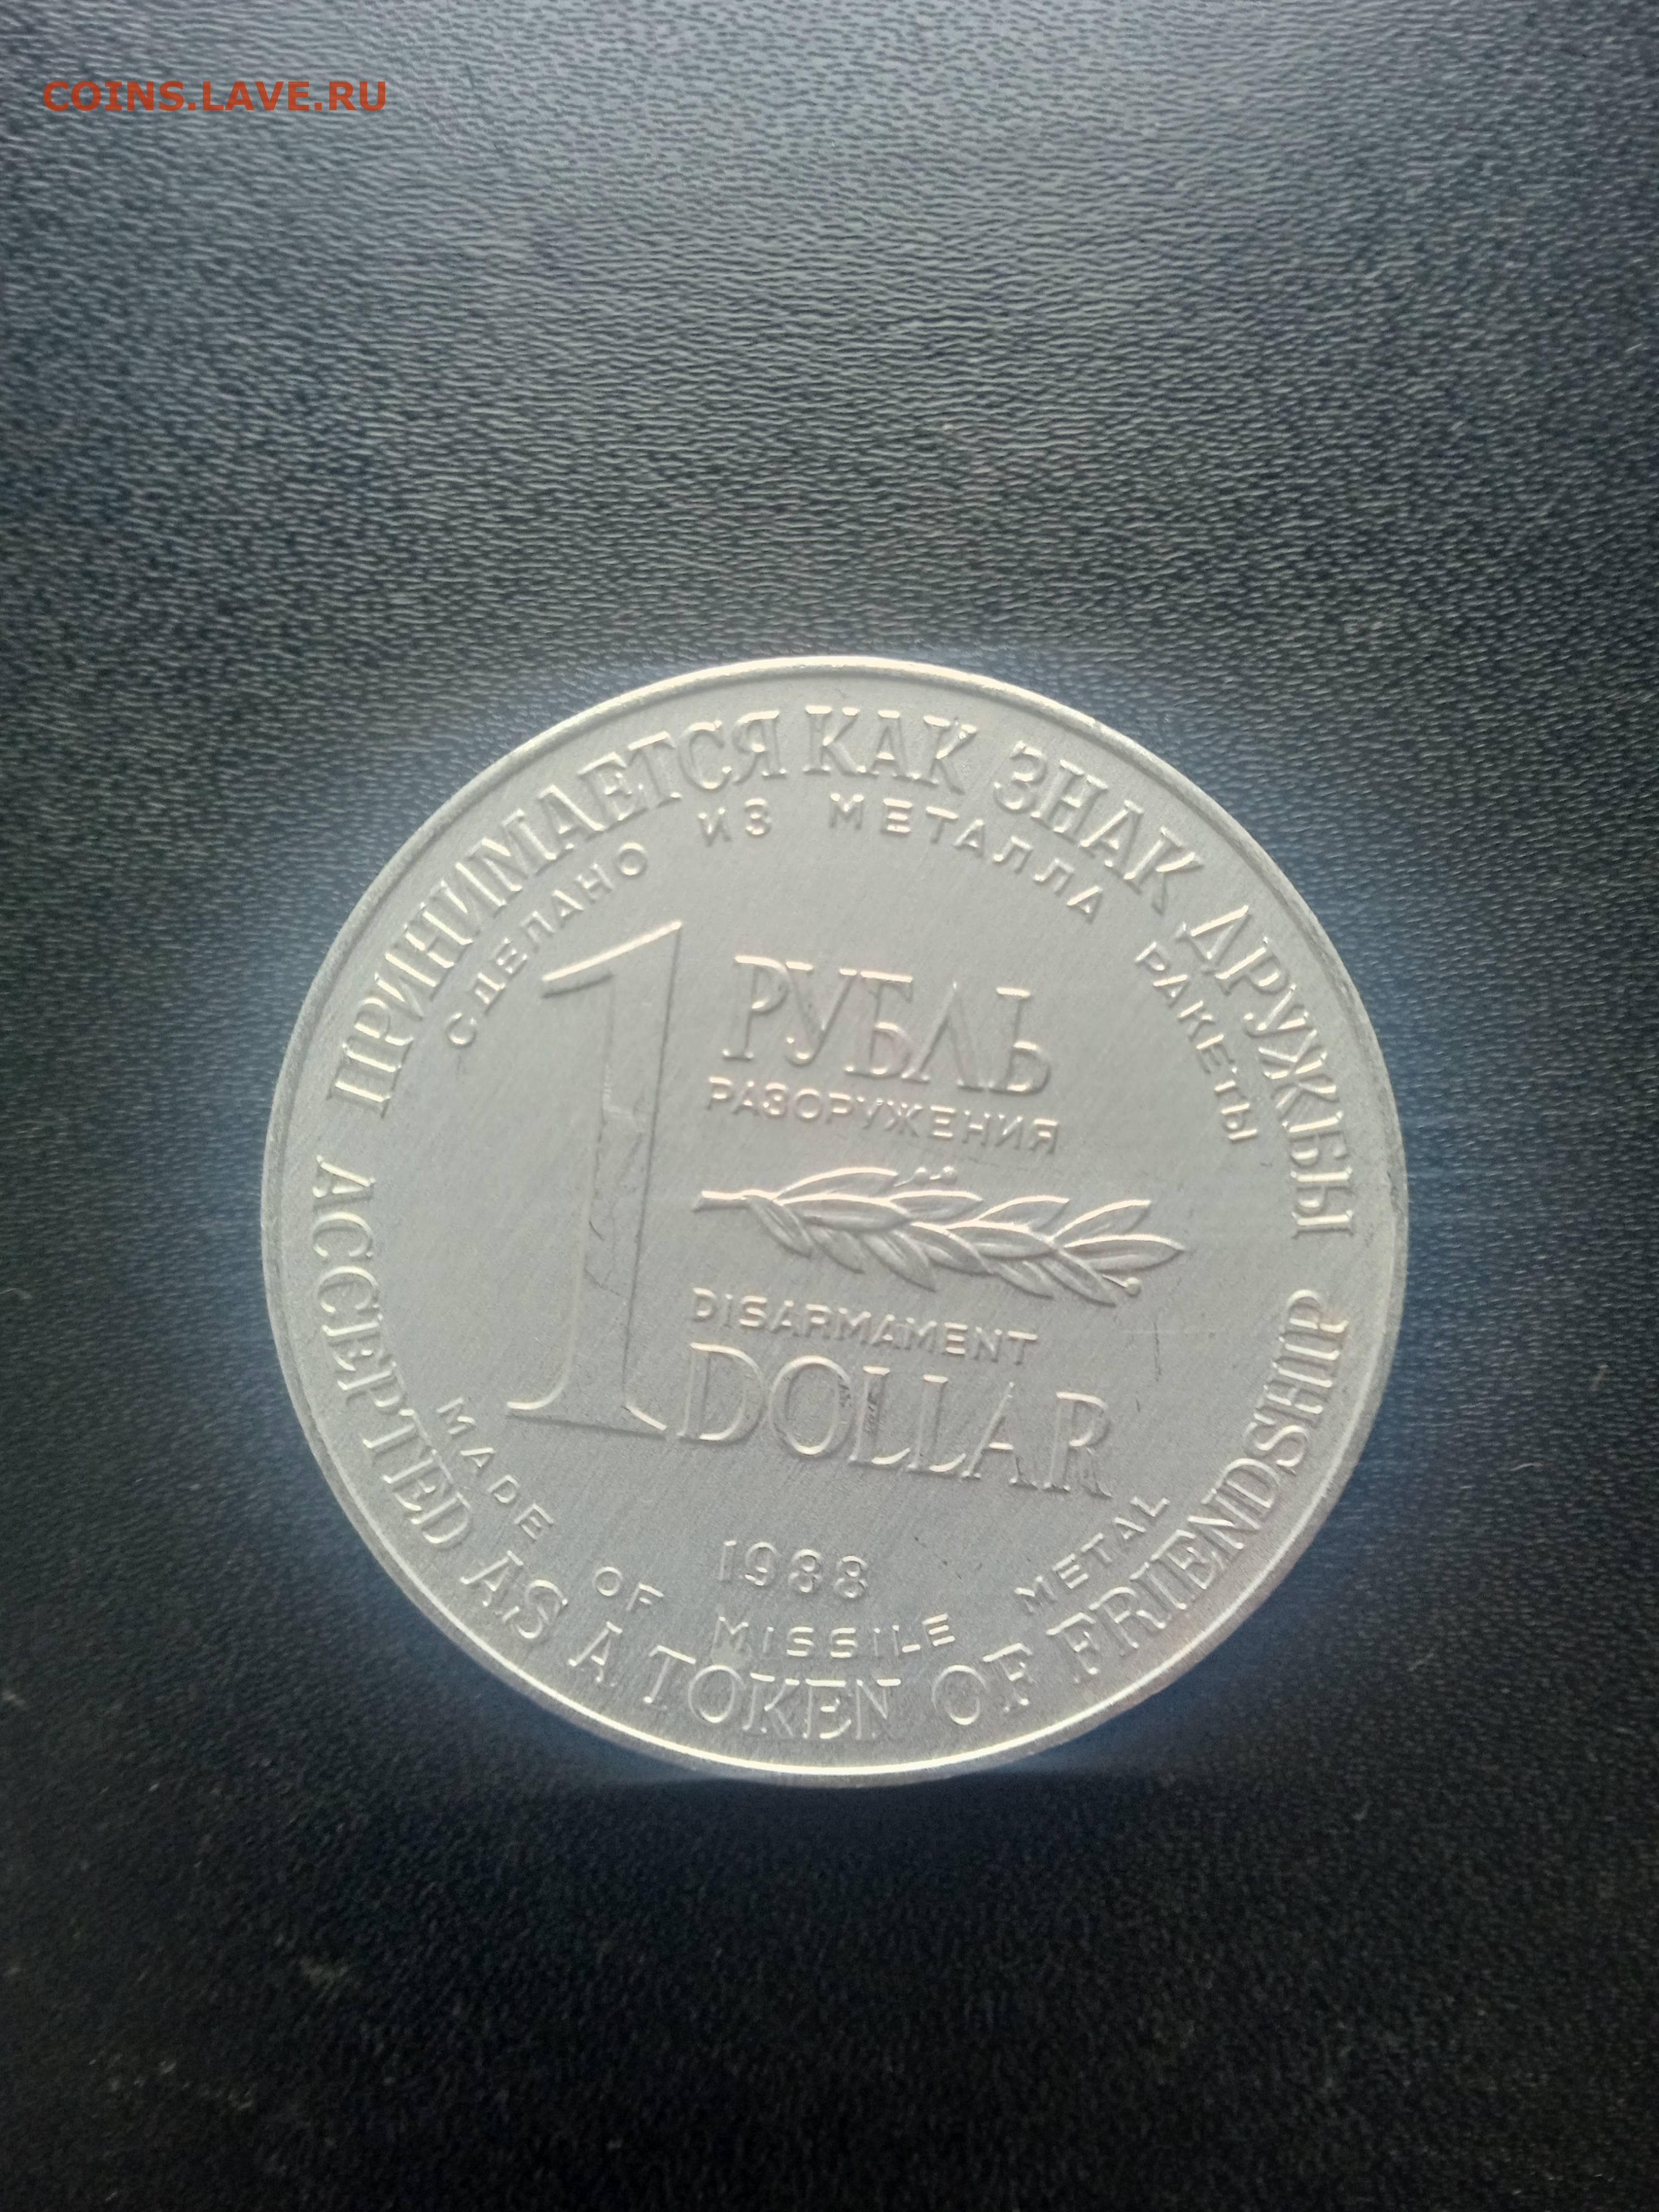 COINS.LAVE.RU
ПРИНИМАЕТСЯ КАК ЗНАК ДРУЖБЫ
СДЕЛАНО ИЗ МЕТАЛЛА РАКЕТЫ
1 РУБЛЬ
РАЗОРУЖЕНИЯ
DISARMAMENT
DOLLAR
1988
MADE OF MISSILE METAL
ACCEPTED AS A TOKEN OF FRIENDSHIP